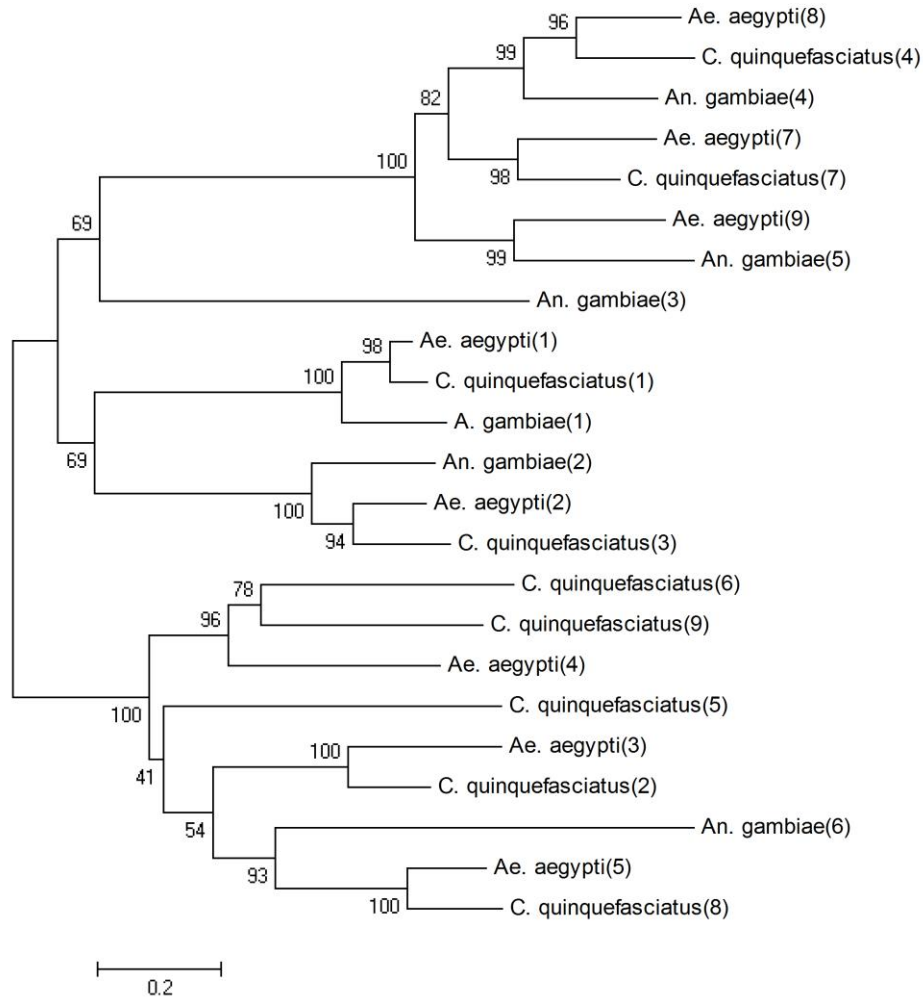 96
Ae. aegypti(8)
99
C. quinquefasciatus(4)
82
An. gambiae(4)
Ae. aegypti(7)
100
98
C. quinquefasciatus(7)
69
Ae. aegypti(9)
99
An. gambiae(5)
An. gambiae(3)
98
Ae. aegypti(1)
100
C. quinquefasciatus(1)
A. gambiae(1)
69
An. gambiae(2)
100
Ae. aegypti(2)
94
C. quinquefasciatus(3)
78
C. quinquefasciatus(6)
96
C. quinquefasciatus(9)
Ae. aegypti(4)
100
C. quinquefasciatus(5)
100
Ae. aegypti(3)
41
C. quinquefasciatus(2)
54
An. gambiae(6)
93
Ae. aegypti(5)
100
C. quinquefasciatus(8)
0.2